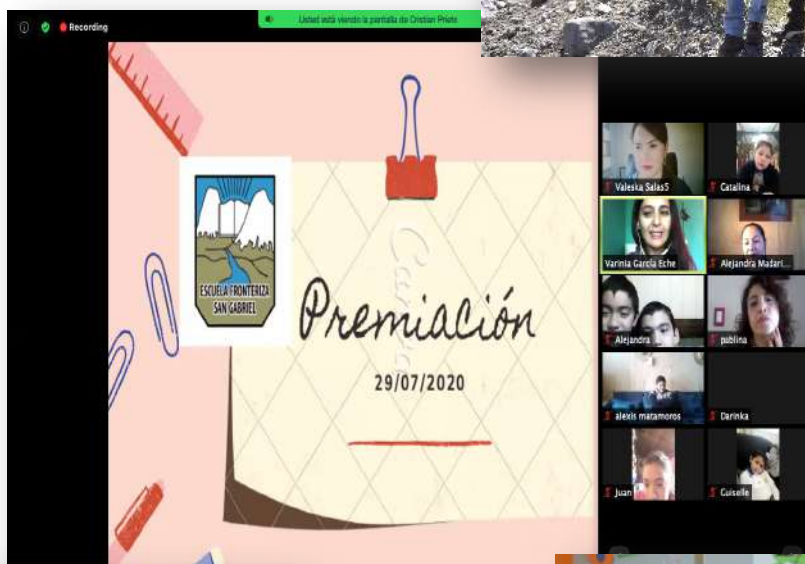 Recording
Usted está viendo la pantalla de Cristian Prieto
ESCUELA FRONTERIZA
SAN GABRIEL
Premiación
29/07/2020
Valeska Salas5
Catalina
Varinia García Eche
Alejandra Madari...
Alejandra
pablina
alexis matamoros
Darinka
Juan
Guiselle